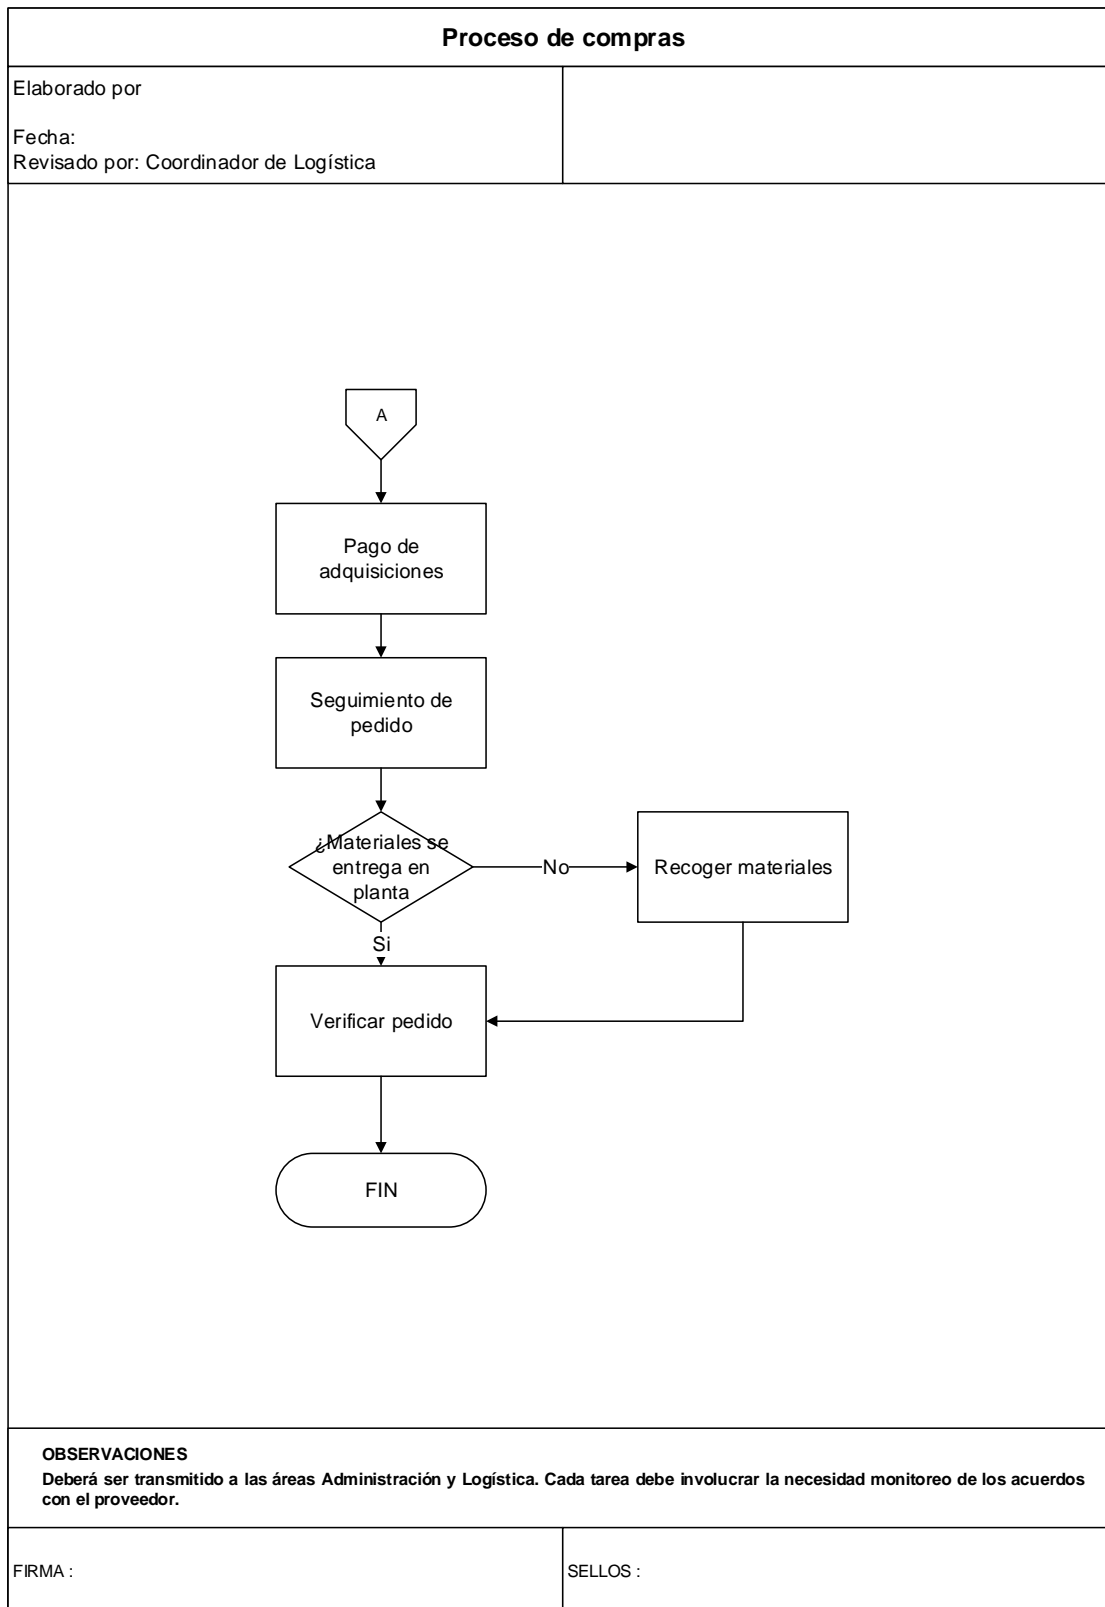 Proceso de compras
Elaborado por
Fecha:
Revisado por: Coordinador de Logística
A
Pago de
adquisiciones
Seguimiento de
pedido
¿Materiales se
entrega en
planta
No
Recoger materiales
Si
Verificar pedido
FIN
OBSERVACIONES
Deberá ser transmitido a las áreas Administración y Logística. Cada tarea debe involucrar la necesidad monitoreo de los acuerdos
con el proveedor.
FIRMA :
SELLOS :